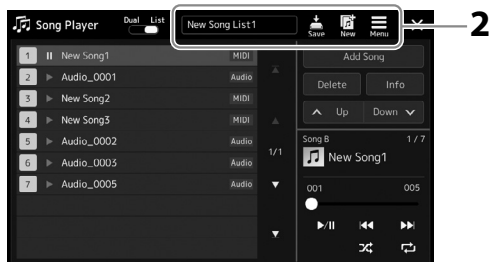 Song Player Dual List New Song List1 Save New Menu 2
1 New Song1 MIDI
2 Audio_0001 Audio
3 New Song2 MIDI
4 New Song3 MIDI
5 Audio_0002 Audio
6 Audio_0003 Audio
7 Audio_0005 Audio
1/1
Add Song
Delete Info
Up Down
Song B 1 / 7
New Song1
001 005